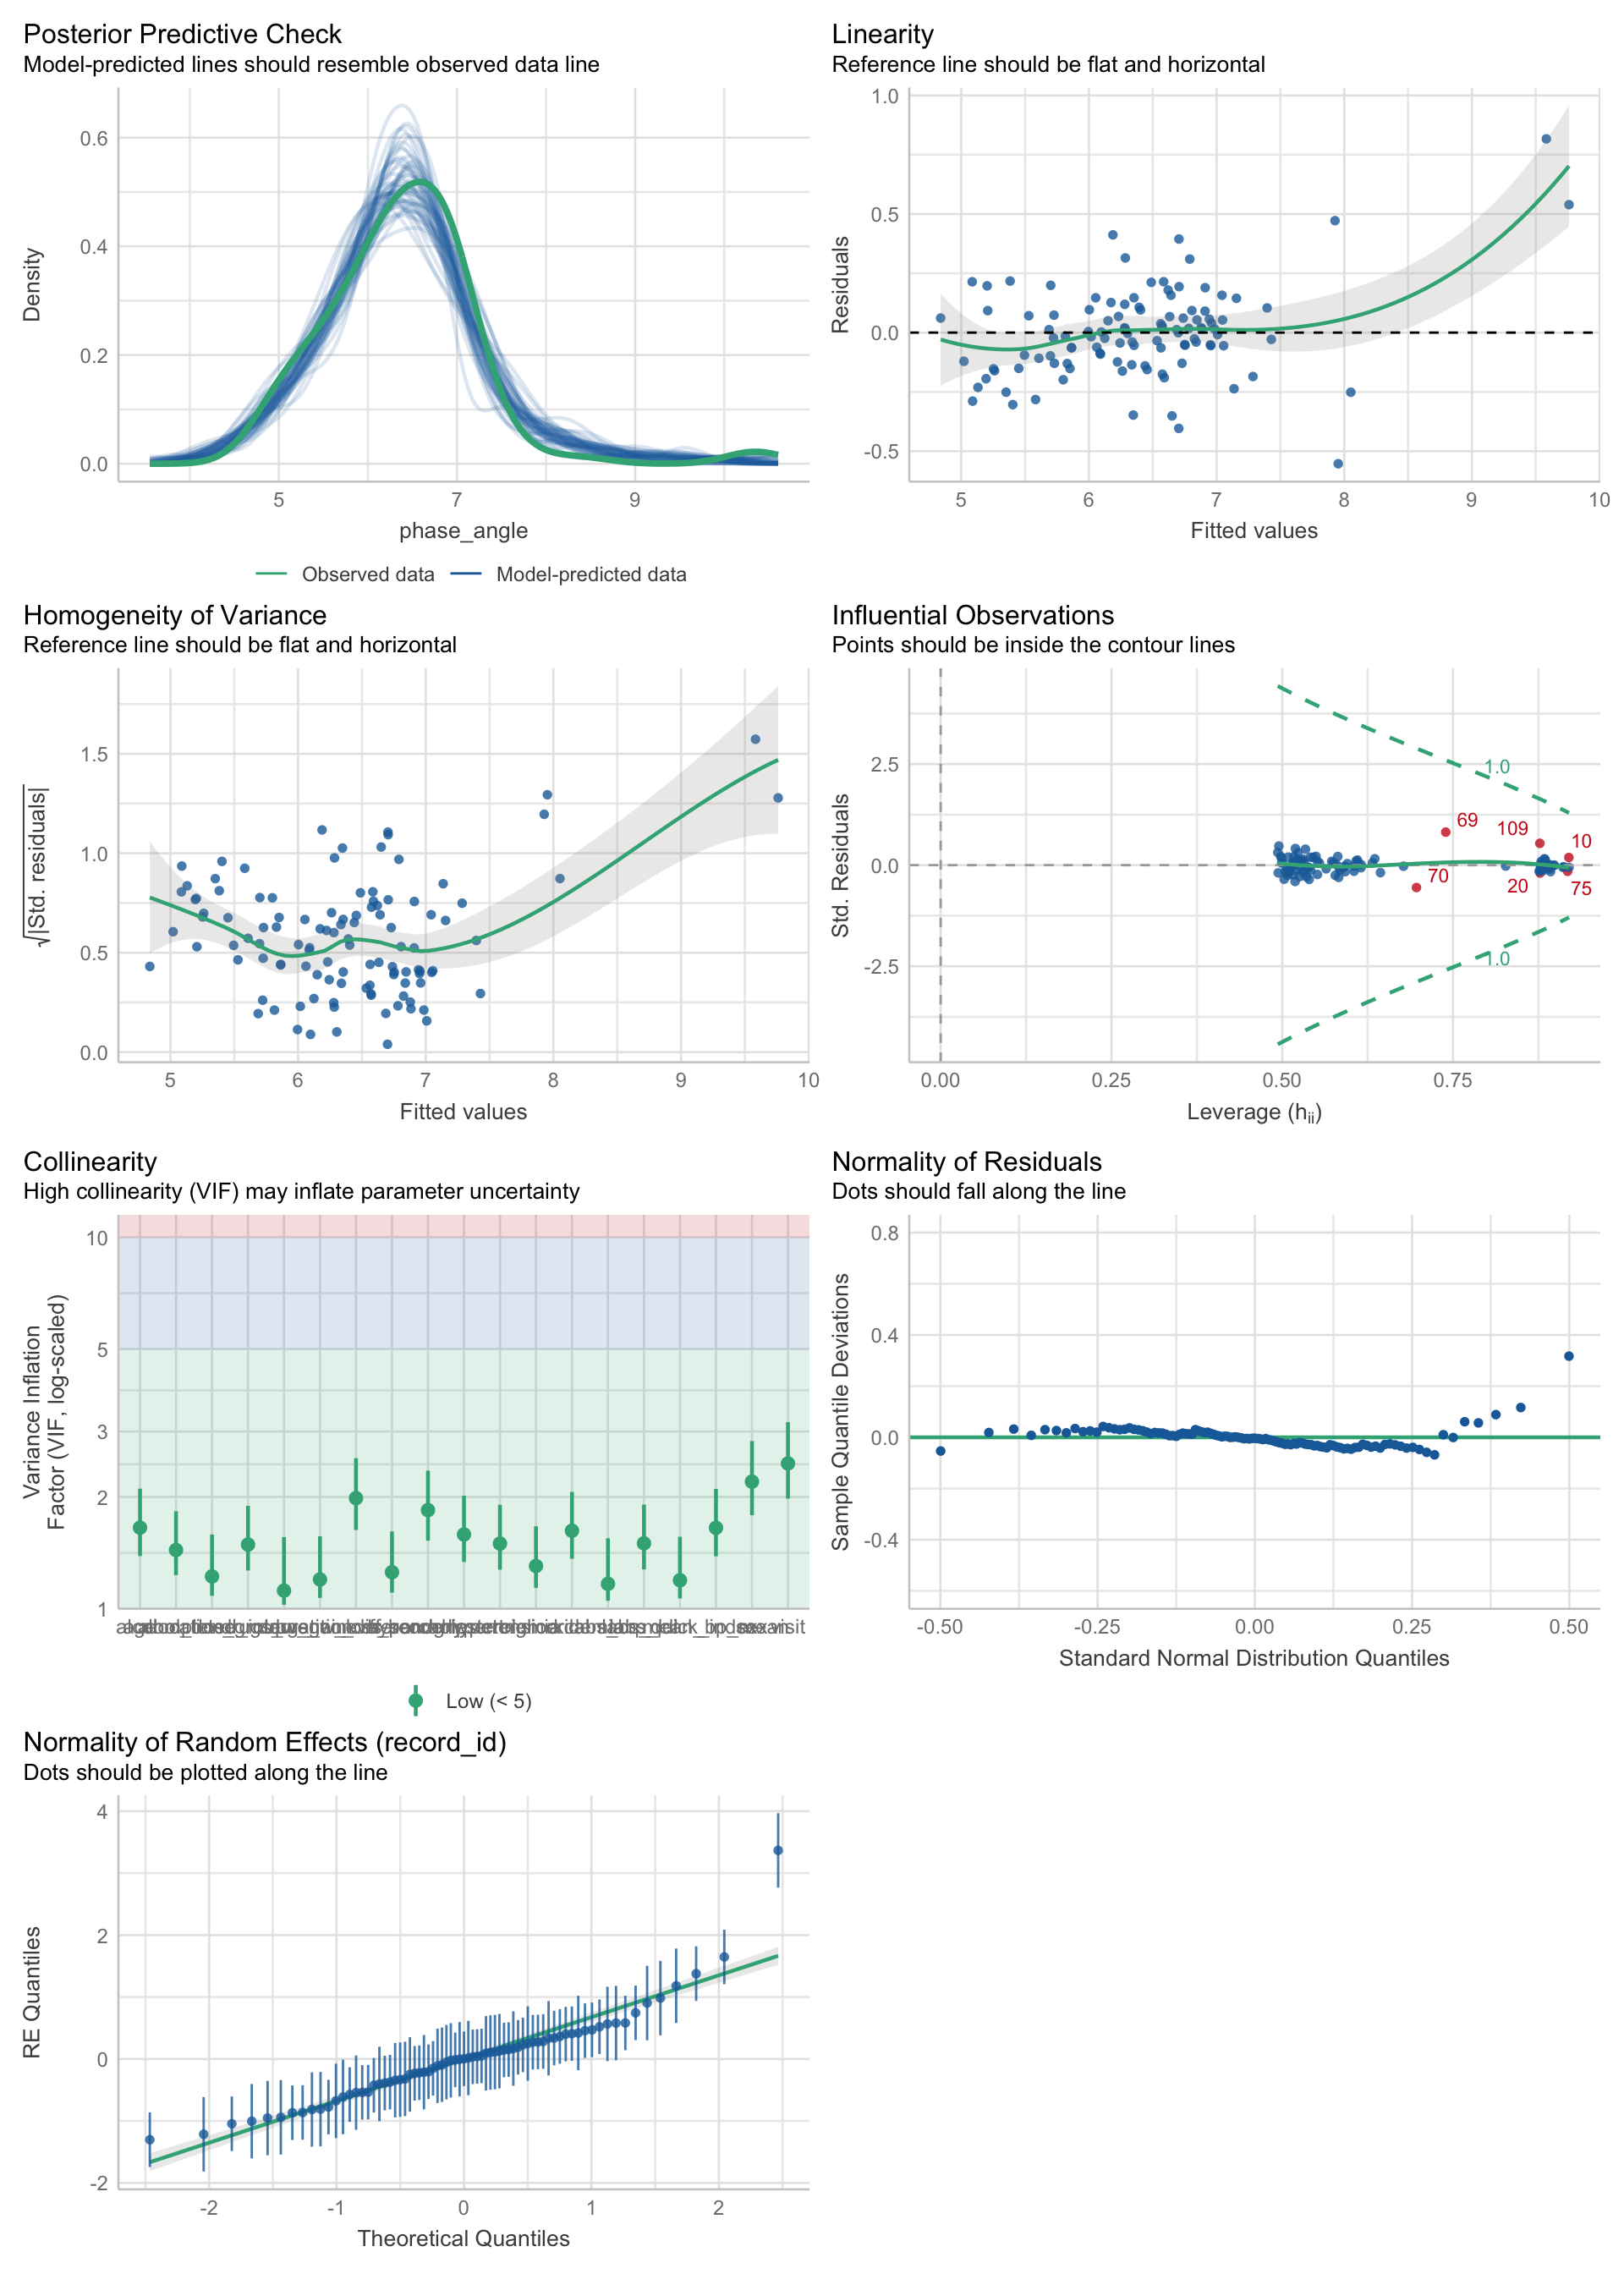 Posterior Predictive Check
Model-predicted lines should resemble observed data line
Density
0.6
0.4
0.2
0.0
5 7 9
phase_angle
Observed data Model-predicted data
Linearity
Reference line should be flat and horizontal
Residuals
1.0
0.5
0.0
-0.5
5 6 7 8 9 10
Fitted values
Homogeneity of Variance
Reference line should be flat and horizontal
√|Std. residuals|
1.5
1.0
0.5
0.0
5 6 7 8 9 10
Fitted values
Influential Observations
Points should be inside the contour lines
Std. Residuals
2.5
0.0
-2.5
1.0
69 109 10
70 20 75
1.0
0.00 0.25 0.50 0.75
Leverage (hii)
Collinearity
High collinearity (VIF) may inflate parameter uncertainty
Variance Inflation
Factor (VIF, log-scaled)
10
5
3
2
1
Low (< 5)
Normality of Residuals
Dots should fall along the line
Sample Quantile Deviations
0.8
0.4
0.0
-0.4
-0.50 -0.25 0.00 0.25 0.50
Standard Normal Distribution Quantiles
Normality of Random Effects (record_id)
Dots should be plotted along the line
RE Quantiles
4
2
0
-2
-2 -1 0 1 2
Theoretical Quantiles